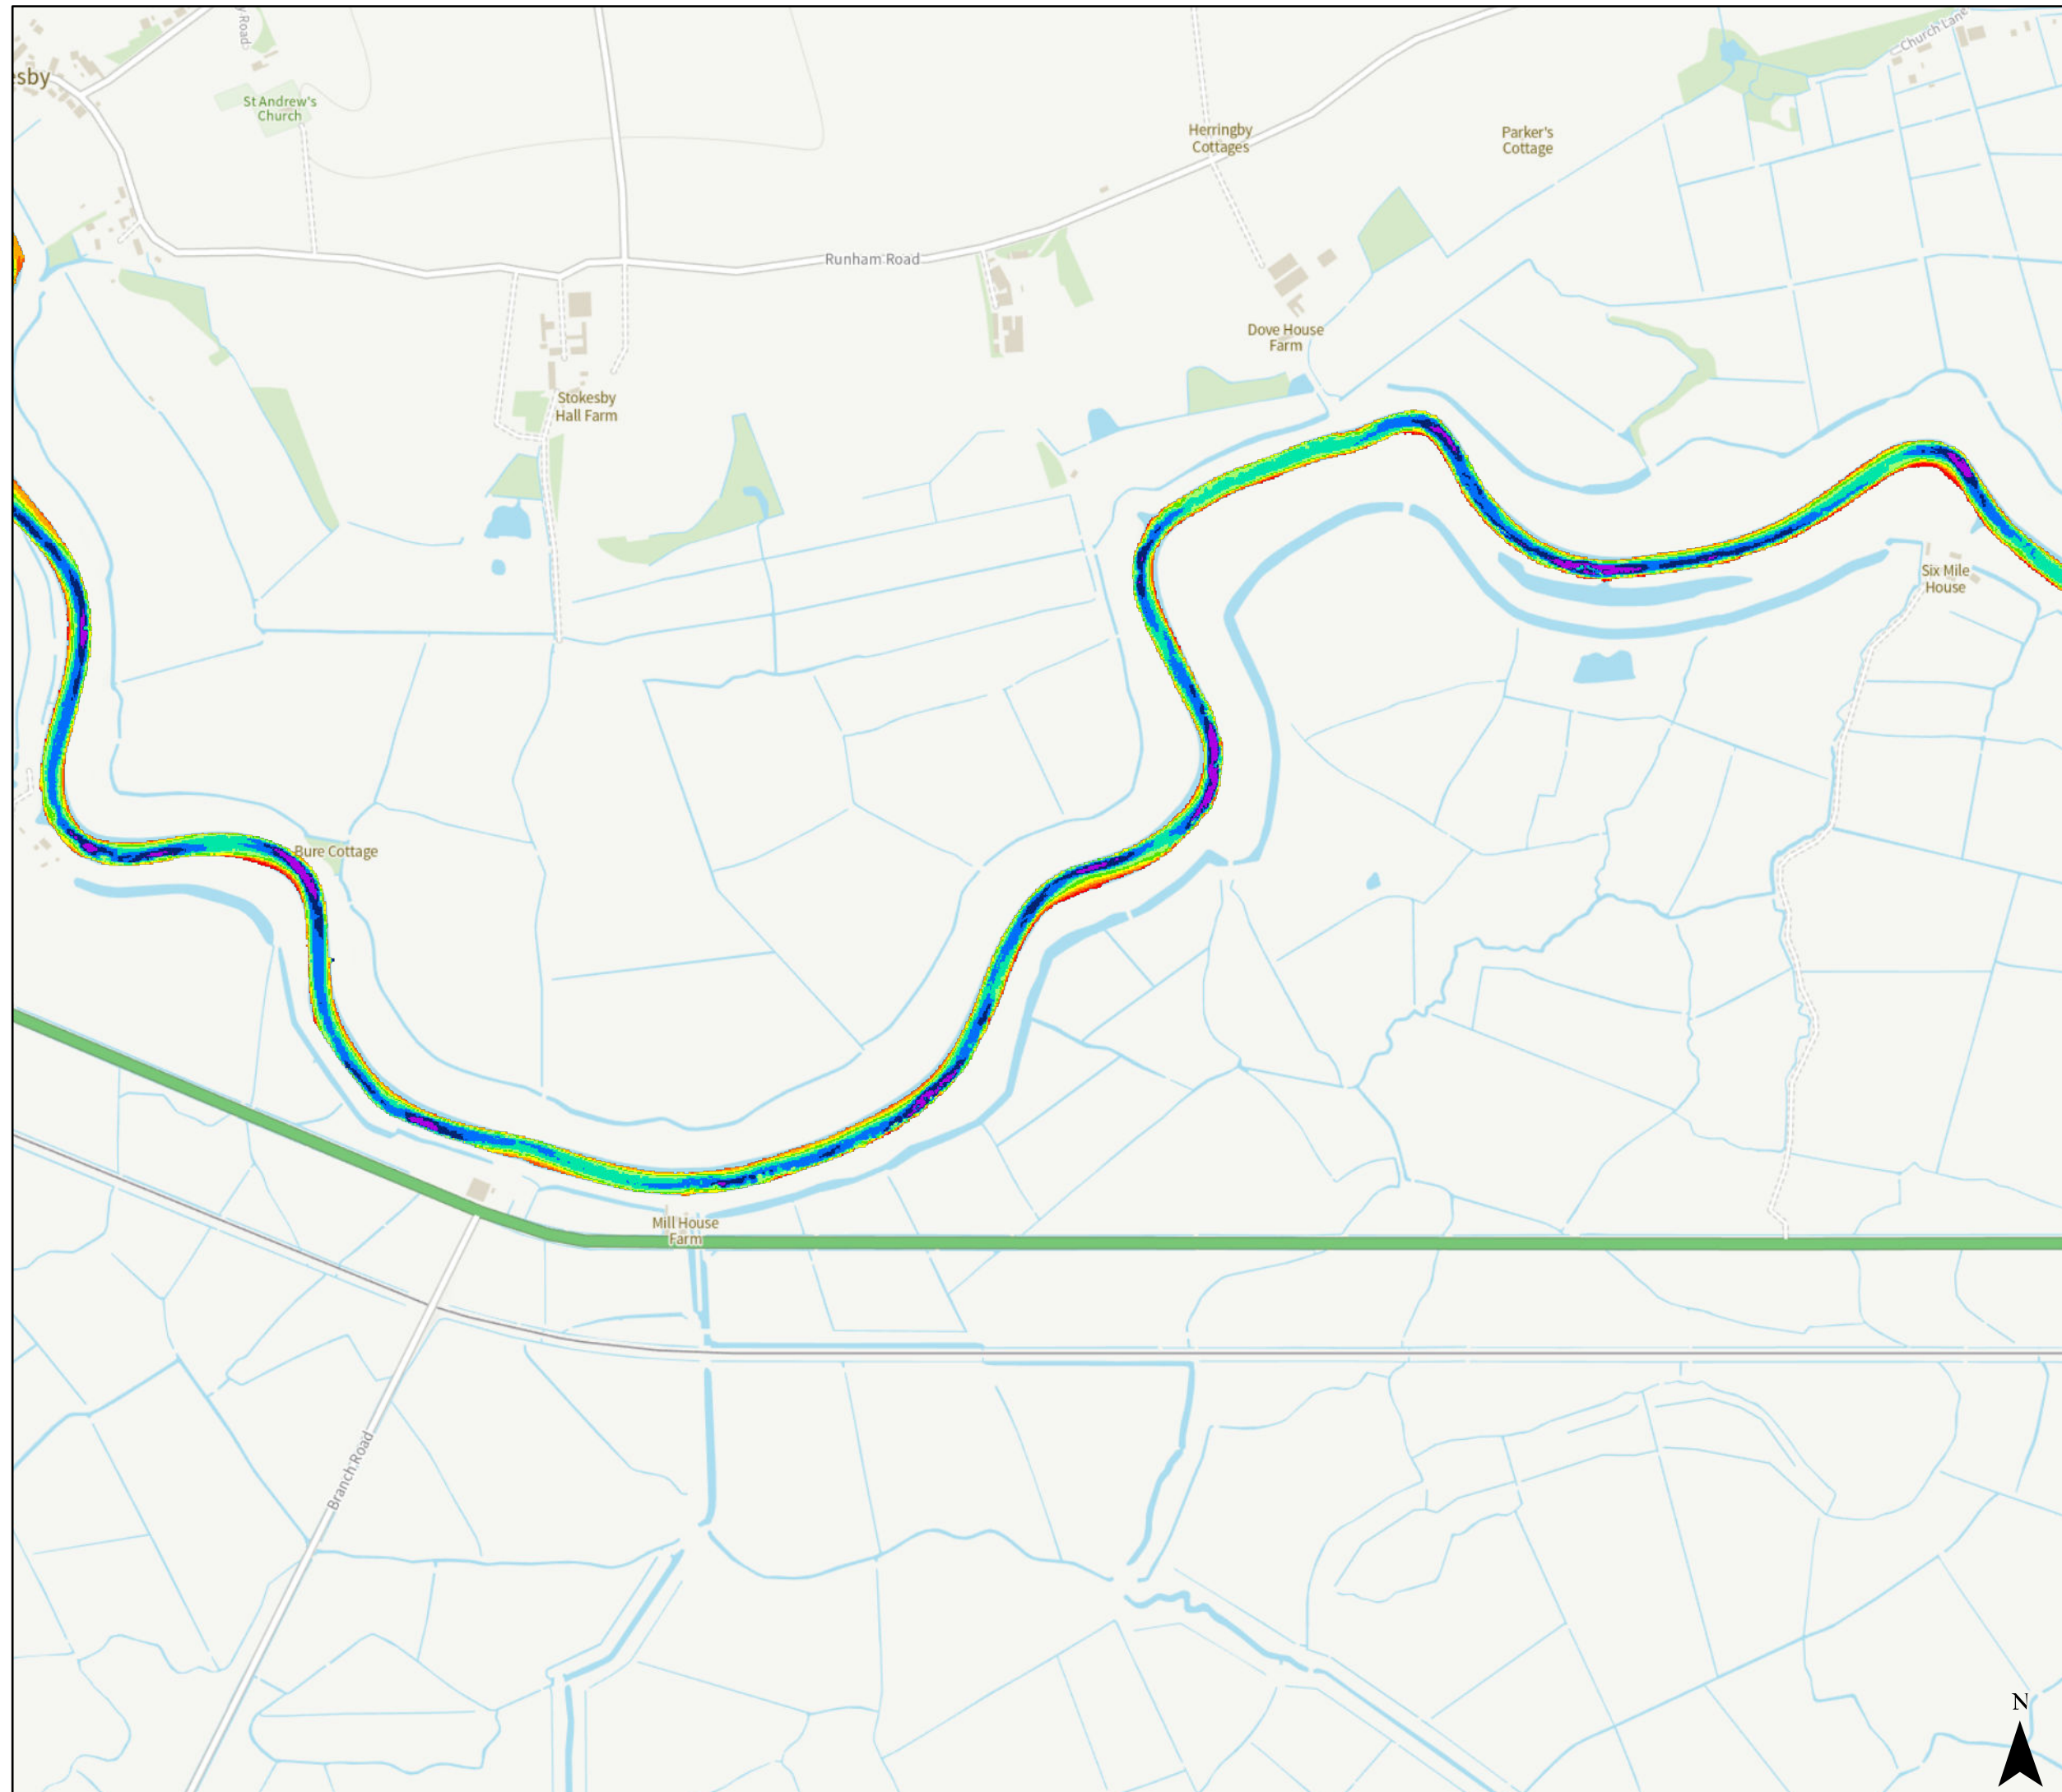 y Road
Church Lane
esby
St Andrew's
Church
Herringby
Cottages
Parker's
Cottage
Runham Road
Dove House
Farm
Stokesby
Hall Farm
Six Mile
House
Bure Cottage
Mill House
Farm
Branch Road
N